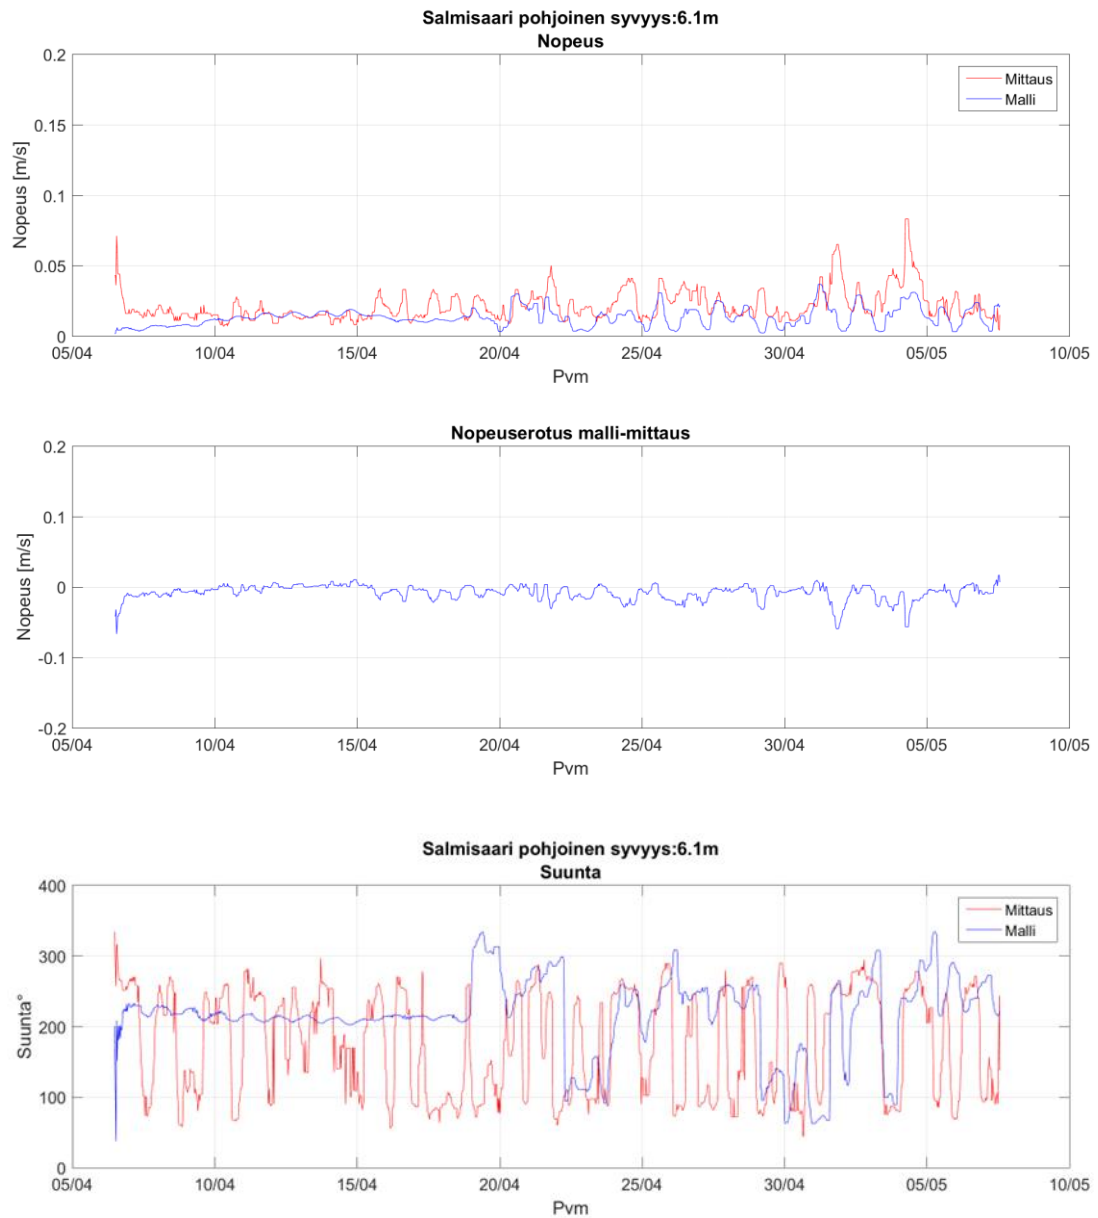 Salmisaari pohjoinen syvyys:6.1m
Nopeus
0.2
0.15
0.1
0.05
0
Nopeus [m/s]
Mittaus
Malli
05/04 10/04 15/04 20/04 25/04 30/04 05/05 10/05
Pvm
Nopeuserotus malli-mittaus
0.2
0.1
0
-0.1
-0.2
Nopeus [m/s]
05/04 10/04 15/04 20/04 25/04 30/04 05/05 10/05
Pvm
Salmisaari pohjoinen syvyys:6.1m
Suunta
400
300
200
100
0
Suunta°
Mittaus
Malli
05/04 10/04 15/04 20/04 25/04 30/04 05/05 10/05
Pvm